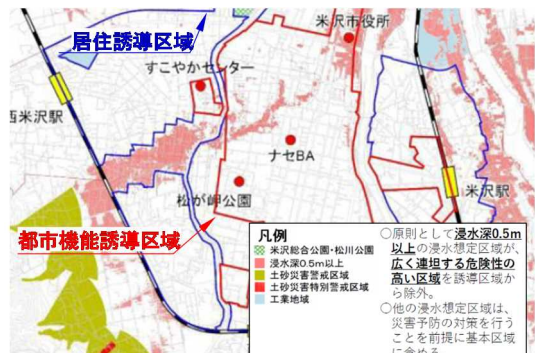 居住誘導区域
米沢市役所
すこやかセンター
西米沢駅
ナセBA
松が岬公園
米沢駅
都市機能誘導区域
凡例
米沢総合公園・松川公園
浸水深0.5m以上
土砂災害警戒区域
土砂災害特別警戒区域
工業地域
○原則として浸水深0.5m
以上の浸水想定区域が、
広く連担する危険性の
高い区域を誘導区域か
ら除外。
○他の浸水想定区域は、
災害予防の対策を行う
ことを前提に基本区域
に含める